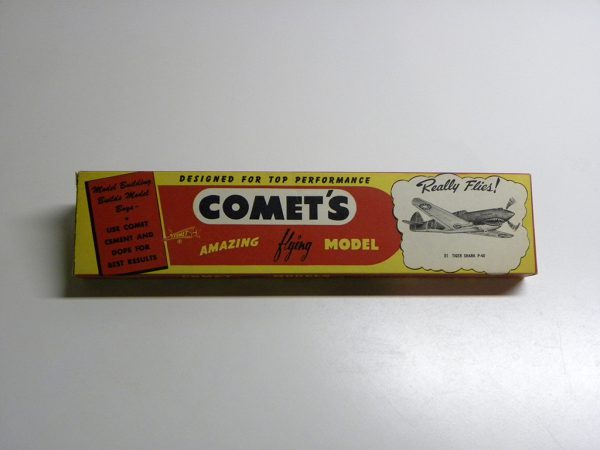 Model Building
Builds Model
Boys-
USE COMET
CEMENT AND
DOPE FOR
BEST RESULTS
DESIGNED FOR TOP PERFORMANCE
COMET'S
COMET
®
AMAZING flying MODEL
Really Flies!
TIGER SHARK P-40